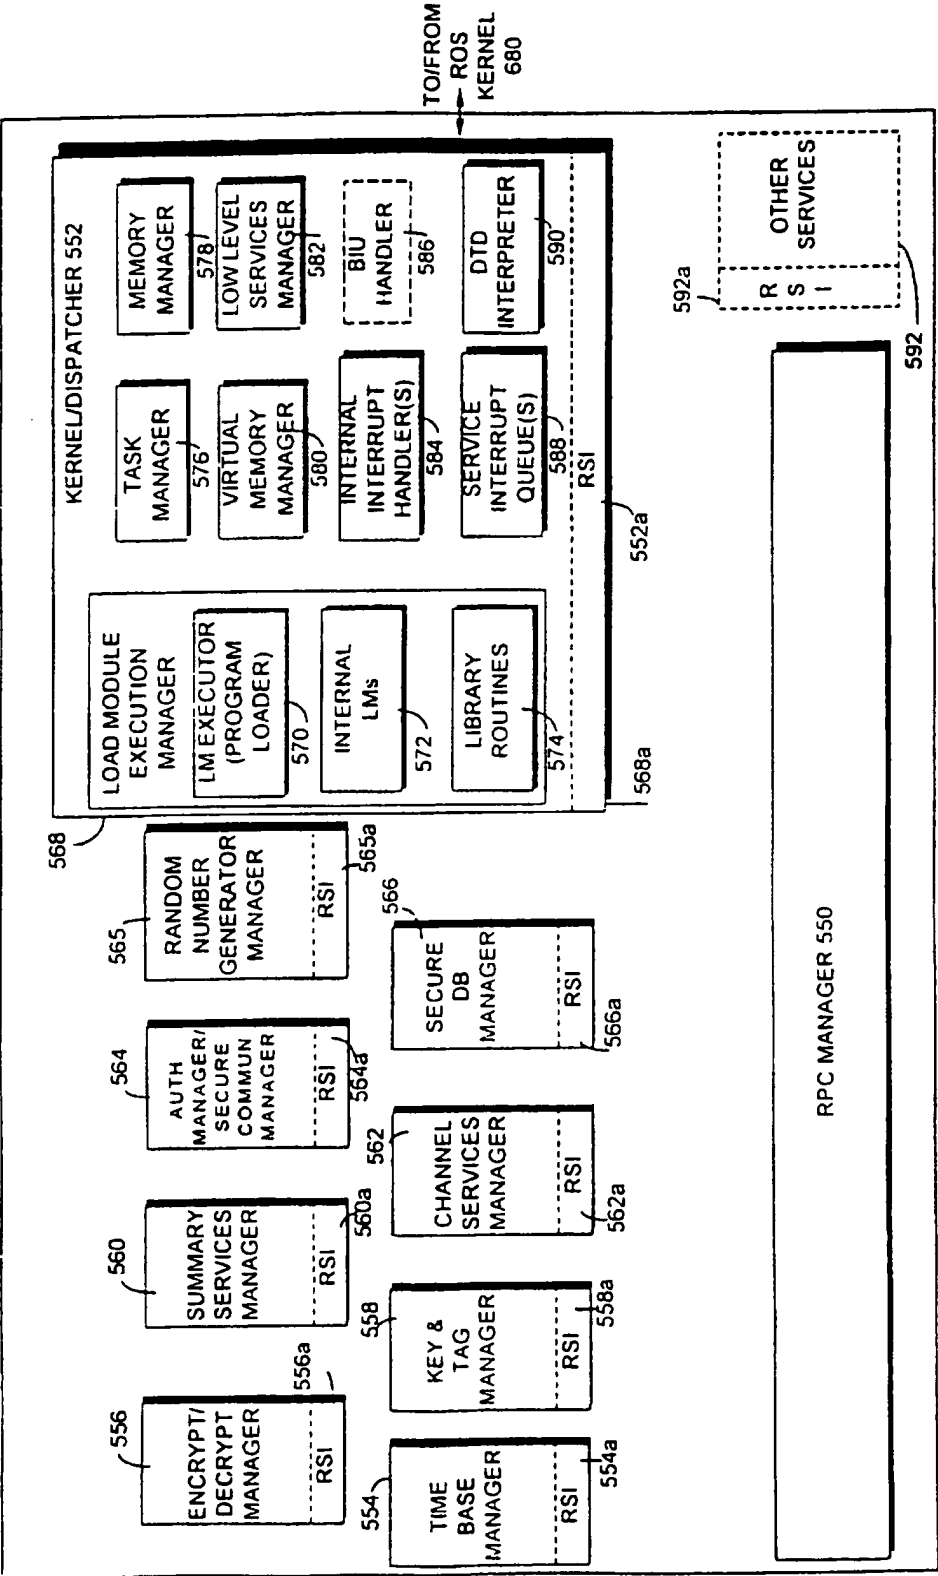 KERNEL/DISPATCHER 552
LOAD MODULE
EXECUTION
MANAGER
568
LM EXECUTOR
(PROGRAM
LOADER)
570
INTERNAL
LMs
572
LIBRARY
ROUTINES
574
568a
TASK
MANAGER
576
MEMORY
MANAGER
578
VIRTUAL
MEMORY
MANAGER
580
LOW LEVEL
SERVICES
MANAGER
582
INTERNAL
INTERRUPT
HANDLER(S)
584
BIU
HANDLER
586
SERVICE
INTERRUPT
QUEUE(S)
588
DTD
INTERPRETER
590
RSI
552a
TO/FROM
ROS
KERNEL
680
556
ENCRYPT/
DECRYPT
MANAGER
RSI
556a
560
SUMMARY
SERVICES
MANAGER
RSI
560a
564
AUTH
MANAGER/
SECURE
COMMUN
MANAGER
RSI
564a
565
RANDOM
NUMBER
GENERATOR
MANAGER
RSI
565a
554
TIME
BASE
MANAGER
RSI
554a
558
KEY &
TAG
MANAGER
RSI
558a
562
CHANNEL
SERVICES
MANAGER
RSI
562a
566
SECURE
DB
MANAGER
RSI
566a
592a
R
S
I
OTHER
SERVICES
592
RPC MANAGER 550